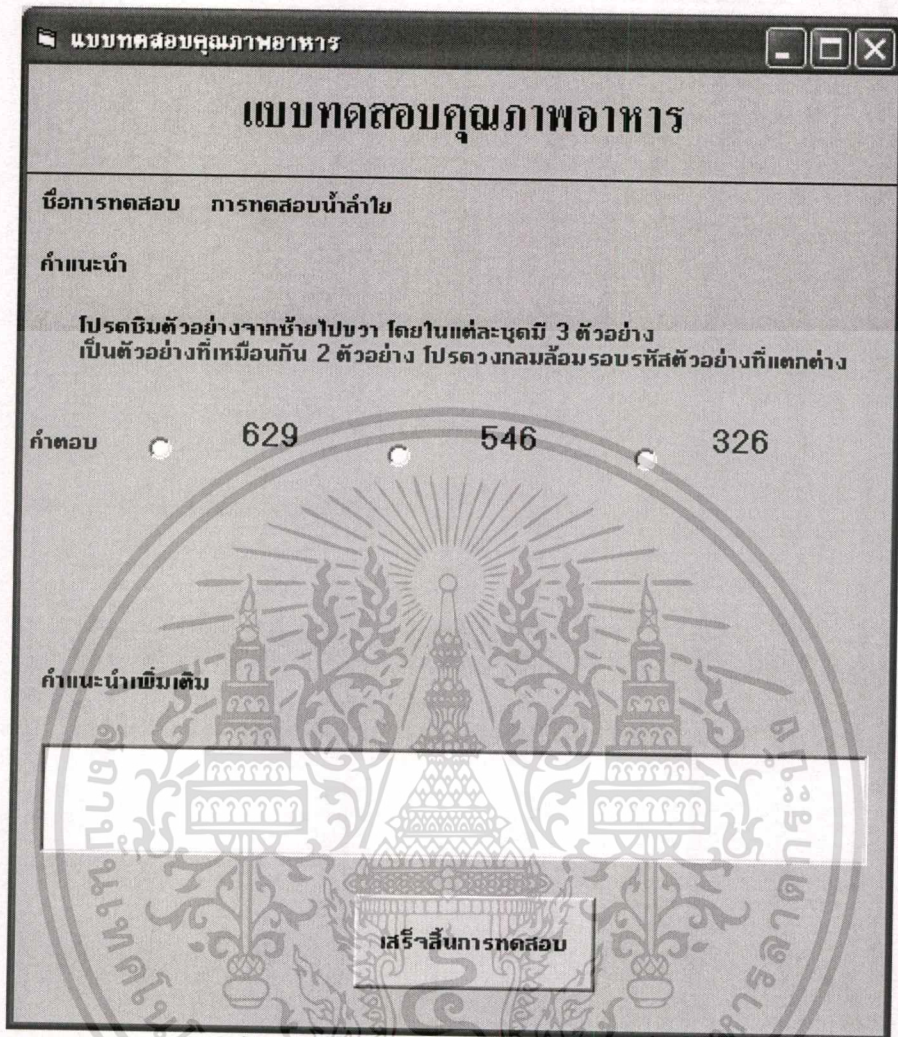 แบบทดสอบคุณภาพอาหาร
แบบทดสอบคุณภาพอาหาร
ชื่อการทดสอบ การทดสอบน้ำลำใย
คำแนะนำ
โปรดชิมตัวอย่างจากซ้ายไปขวา โดยในแต่ละชุดมี 3 ตัวอย่าง
เป็นตัวอย่างที่เหมือนกัน 2 ตัวอย่าง โปรดวงกลมล้อมรอบรหัสตัวอย่างที่แตกต่าง
คำตอบ 629 546 326
คำแนะนำเพิ่มเติม
เสร็จสิ้นการทดสอบ